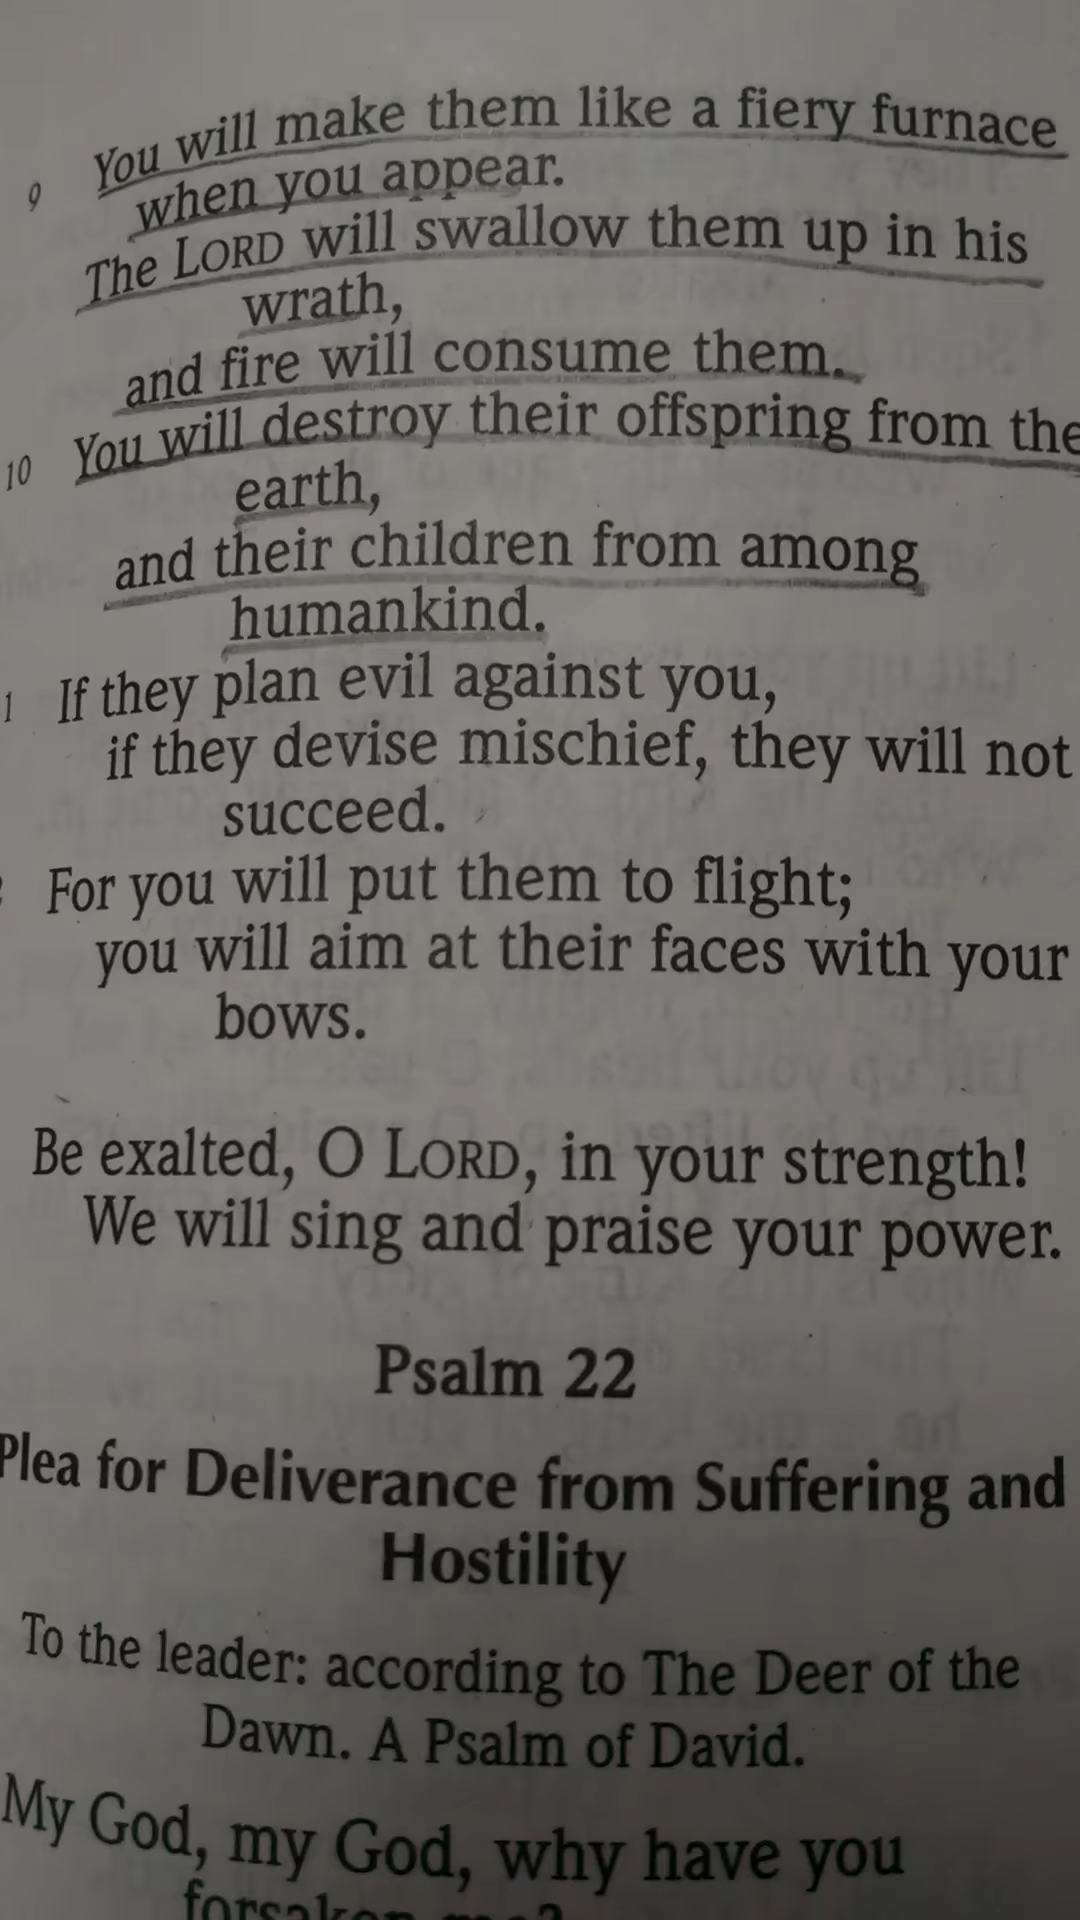 9 You will make them like a fiery furnace
when you appear.
The LORD will swallow them up in his
wrath,
and fire will consume them.
10 You will destroy their offspring from the
earth,
and their children from among
humankind.
1 If they plan evil against you,
if they devise mischief, they will not
succeed.
For you will put them to flight;
you will aim at their faces with your
bows.
Be exalted, O LORD, in your strength!
We will sing and praise your power.
Psalm 22
Plea for Deliverance from Suffering and
Hostility
To the leader: according to The Deer of the
Dawn. A Psalm of David.
My God, my God, why have you
forsaken me?